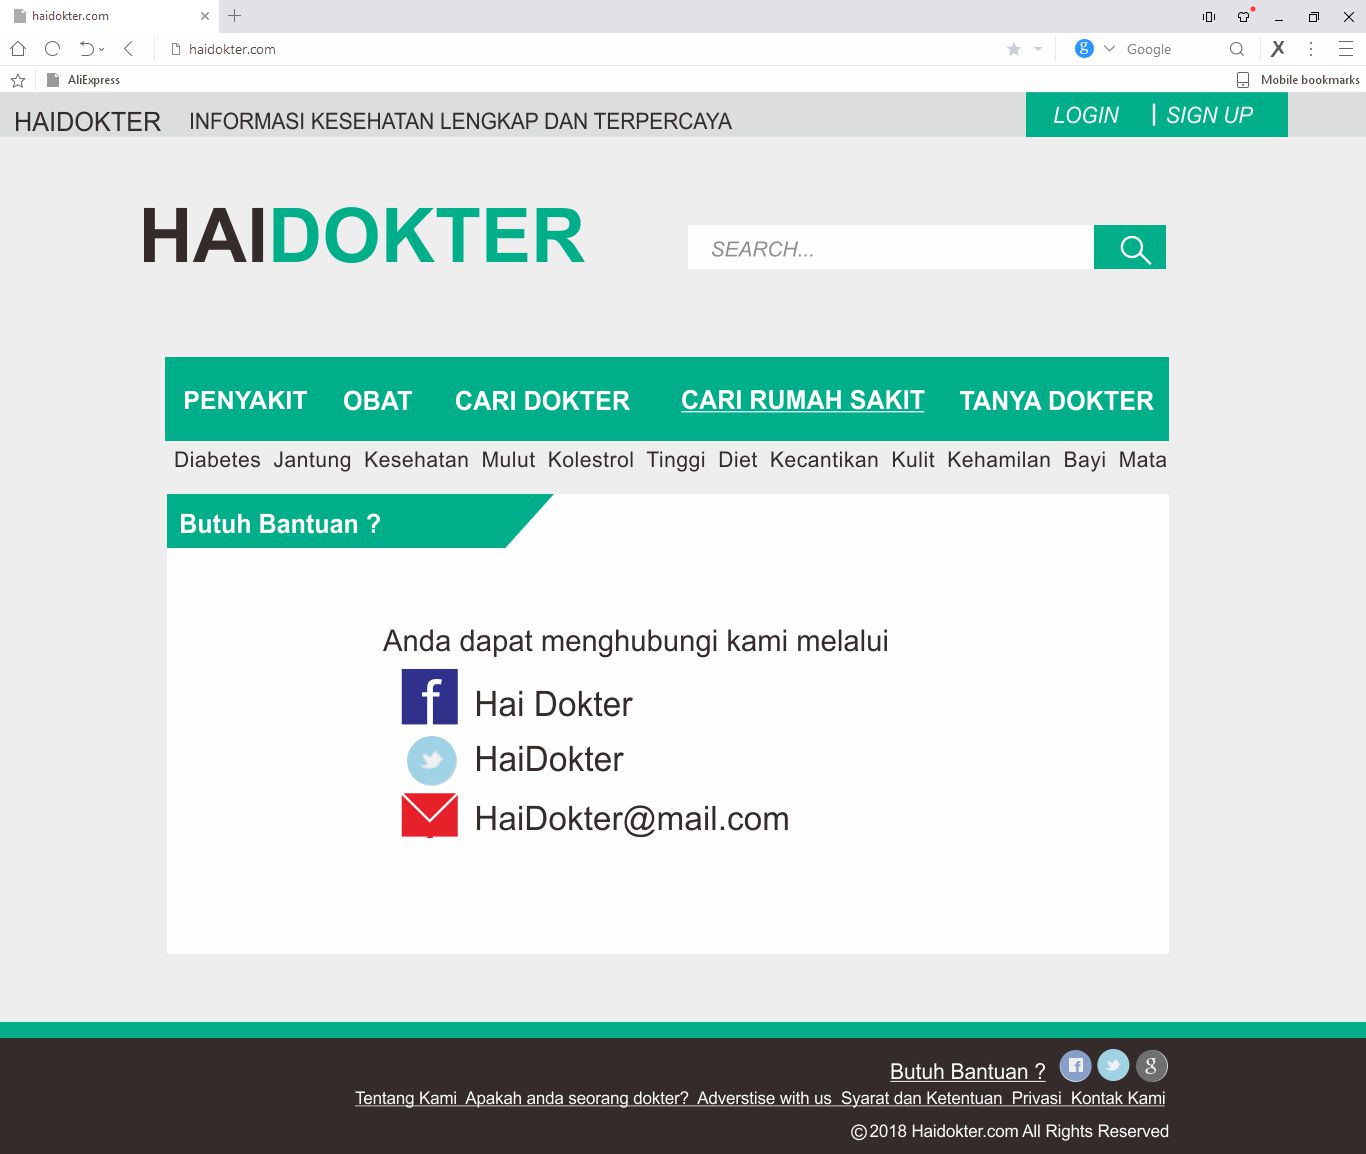 haidokter.com
haidokter.com
Google
AliExpress
Mobile bookmarks
HAIDOKTER INFORMASI KESEHATAN LENGKAP DAN TERPERCAYA
LOGIN | SIGN UP
HAIDOKTER
SEARCH...
PENYAKIT OBAT CARI DOKTER CARI RUMAH SAKIT TANYA DOKTER
Diabetes Jantung Kesehatan Mulut Kolestrol Tinggi Diet Kecantikan Kulit Kehamilan Bayi Mata
Butuh Bantuan ?
Anda dapat menghubungi kami melalui
Hai Dokter
HaiDokter
HaiDokter@mail.com
Butuh Bantuan ?
Tentang Kami Apakah anda seorang dokter? Adverstise with us Syarat dan Ketentuan Privasi Kontak Kami
©2018 Haidokter.com All Rights Reserved